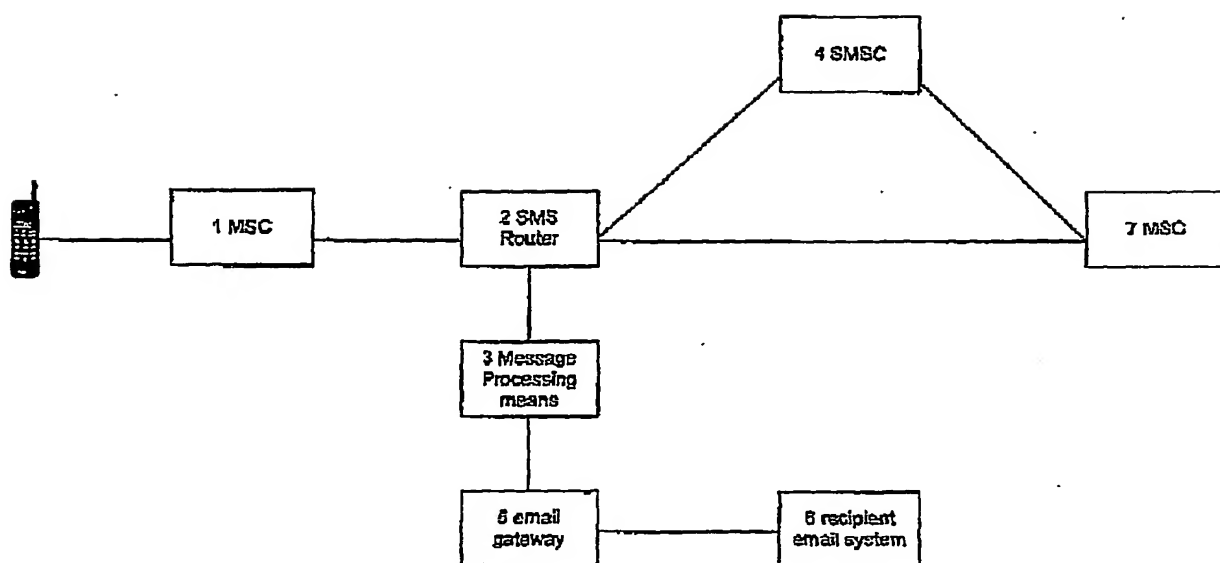 4 SMSC
1 MSC
2 SMS
Router
7 MSC
3 Message
Processing
means
5 email
gateway
6 recipient
email system